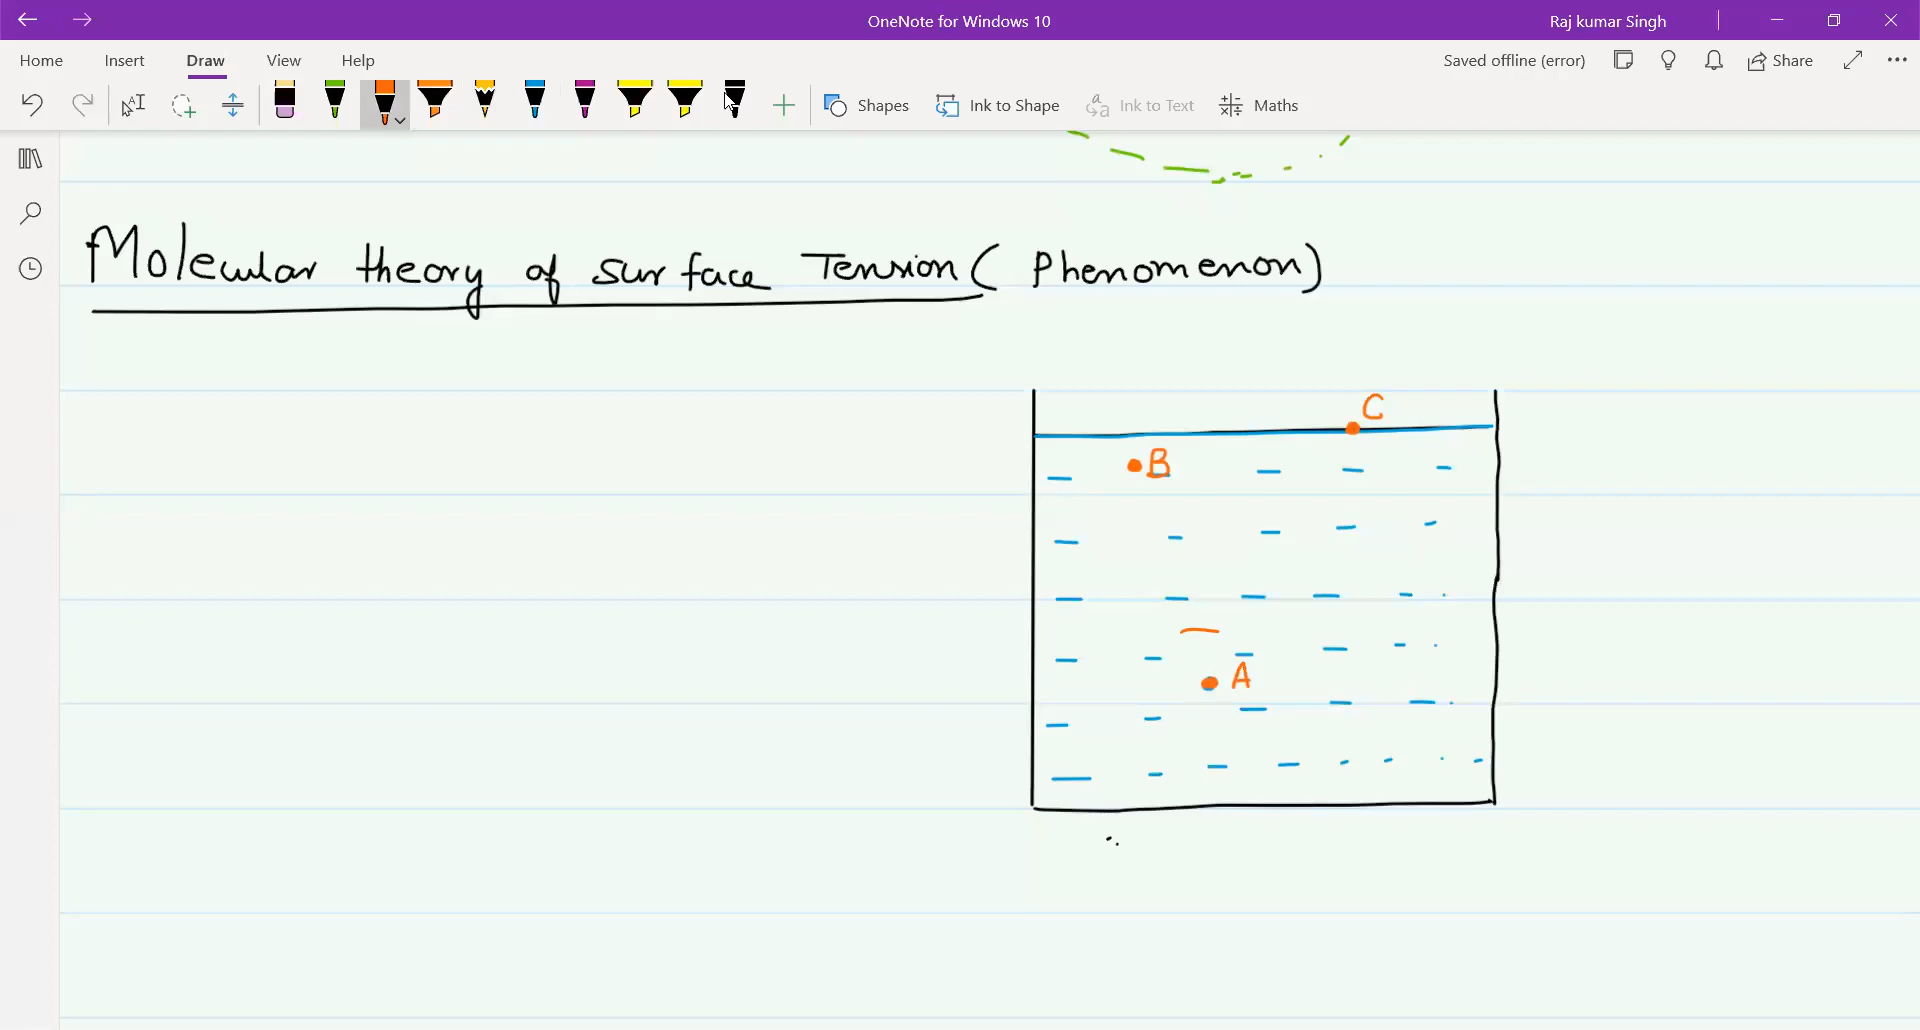 OneNote for Windows 10
Raj kumar Singh
Home Insert Draw View Help
Saved offline (error)
Share
Shapes
Ink to Shape
Ink to Text
Maths
Molecular theory of surface Tension ( Phenomenon)
C
B
A